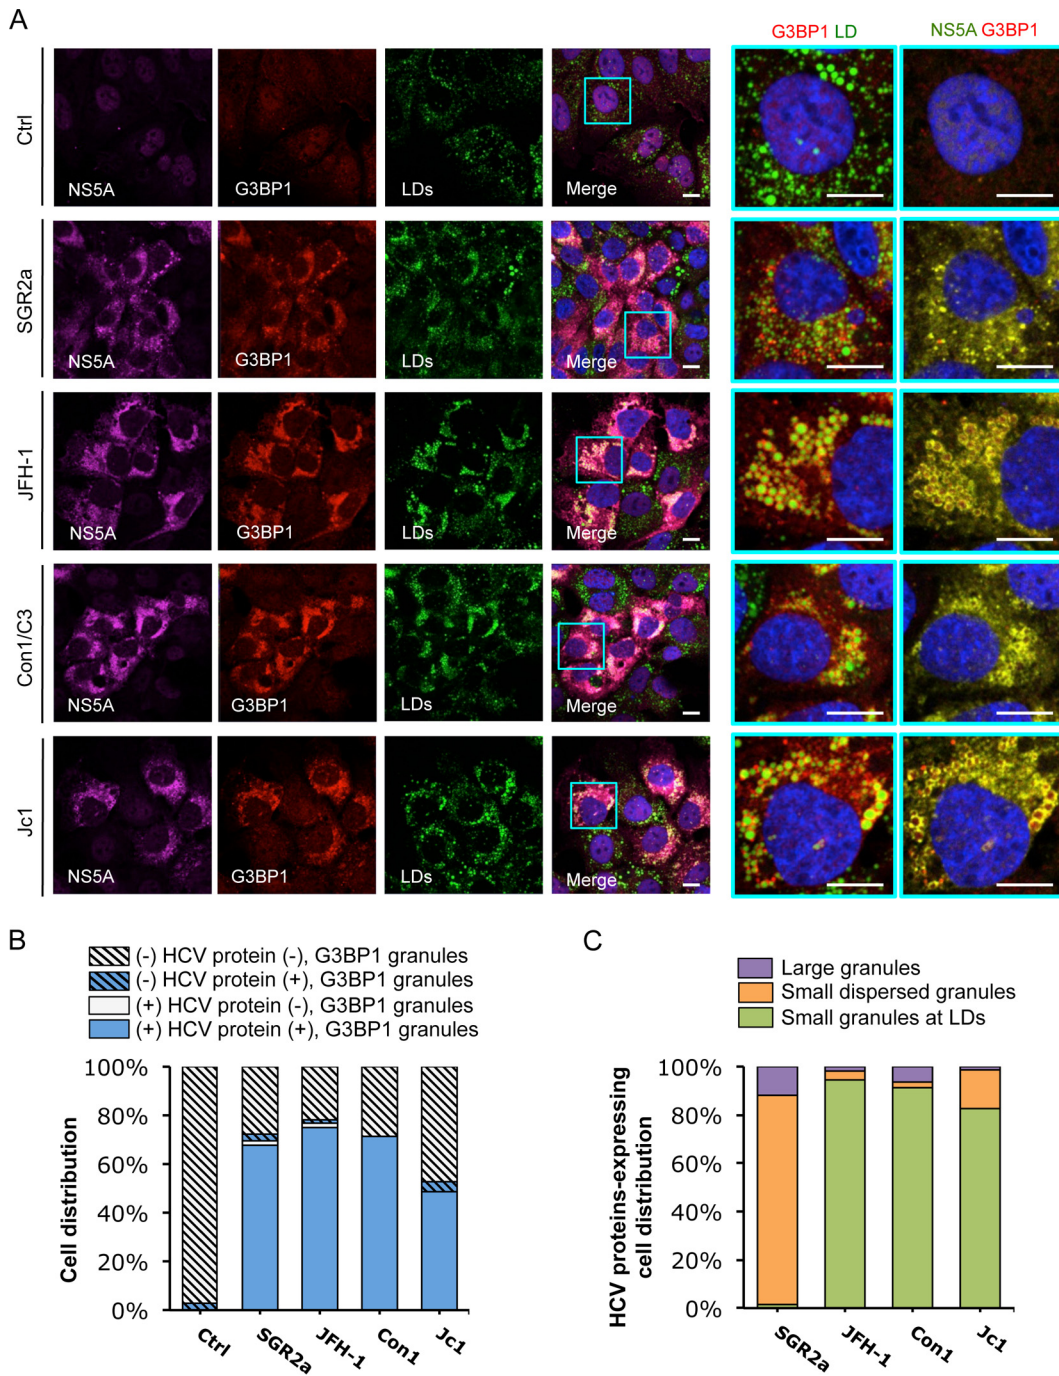 A
G3BP1 LD
NS5A G3BP1
Ctrl
NS5A
G3BP1
LDs
Merge
SGR2a
NS5A
G3BP1
LDs
Merge
JFH-1
NS5A
G3BP1
LDs
Merge
Con1/C3
NS5A
G3BP1
LDs
Merge
Jc1
NS5A
G3BP1
LDs
Merge
B
(-) HCV protein (-), G3BP1 granules
(-) HCV protein (+), G3BP1 granules
(+) HCV protein (-), G3BP1 granules
(+) HCV protein (+), G3BP1 granules
Cell distribution
100%
80%
60%
40%
20%
0%
Ctrl
SGR2a
JFH-1
Con1
Jc1
C
Large granules
Small dispersed granules
Small granules at LDs
HCV proteins-expressing
cell distribution
100%
80%
60%
40%
20%
0%
SGR2a
JFH-1
Con1
Jc1